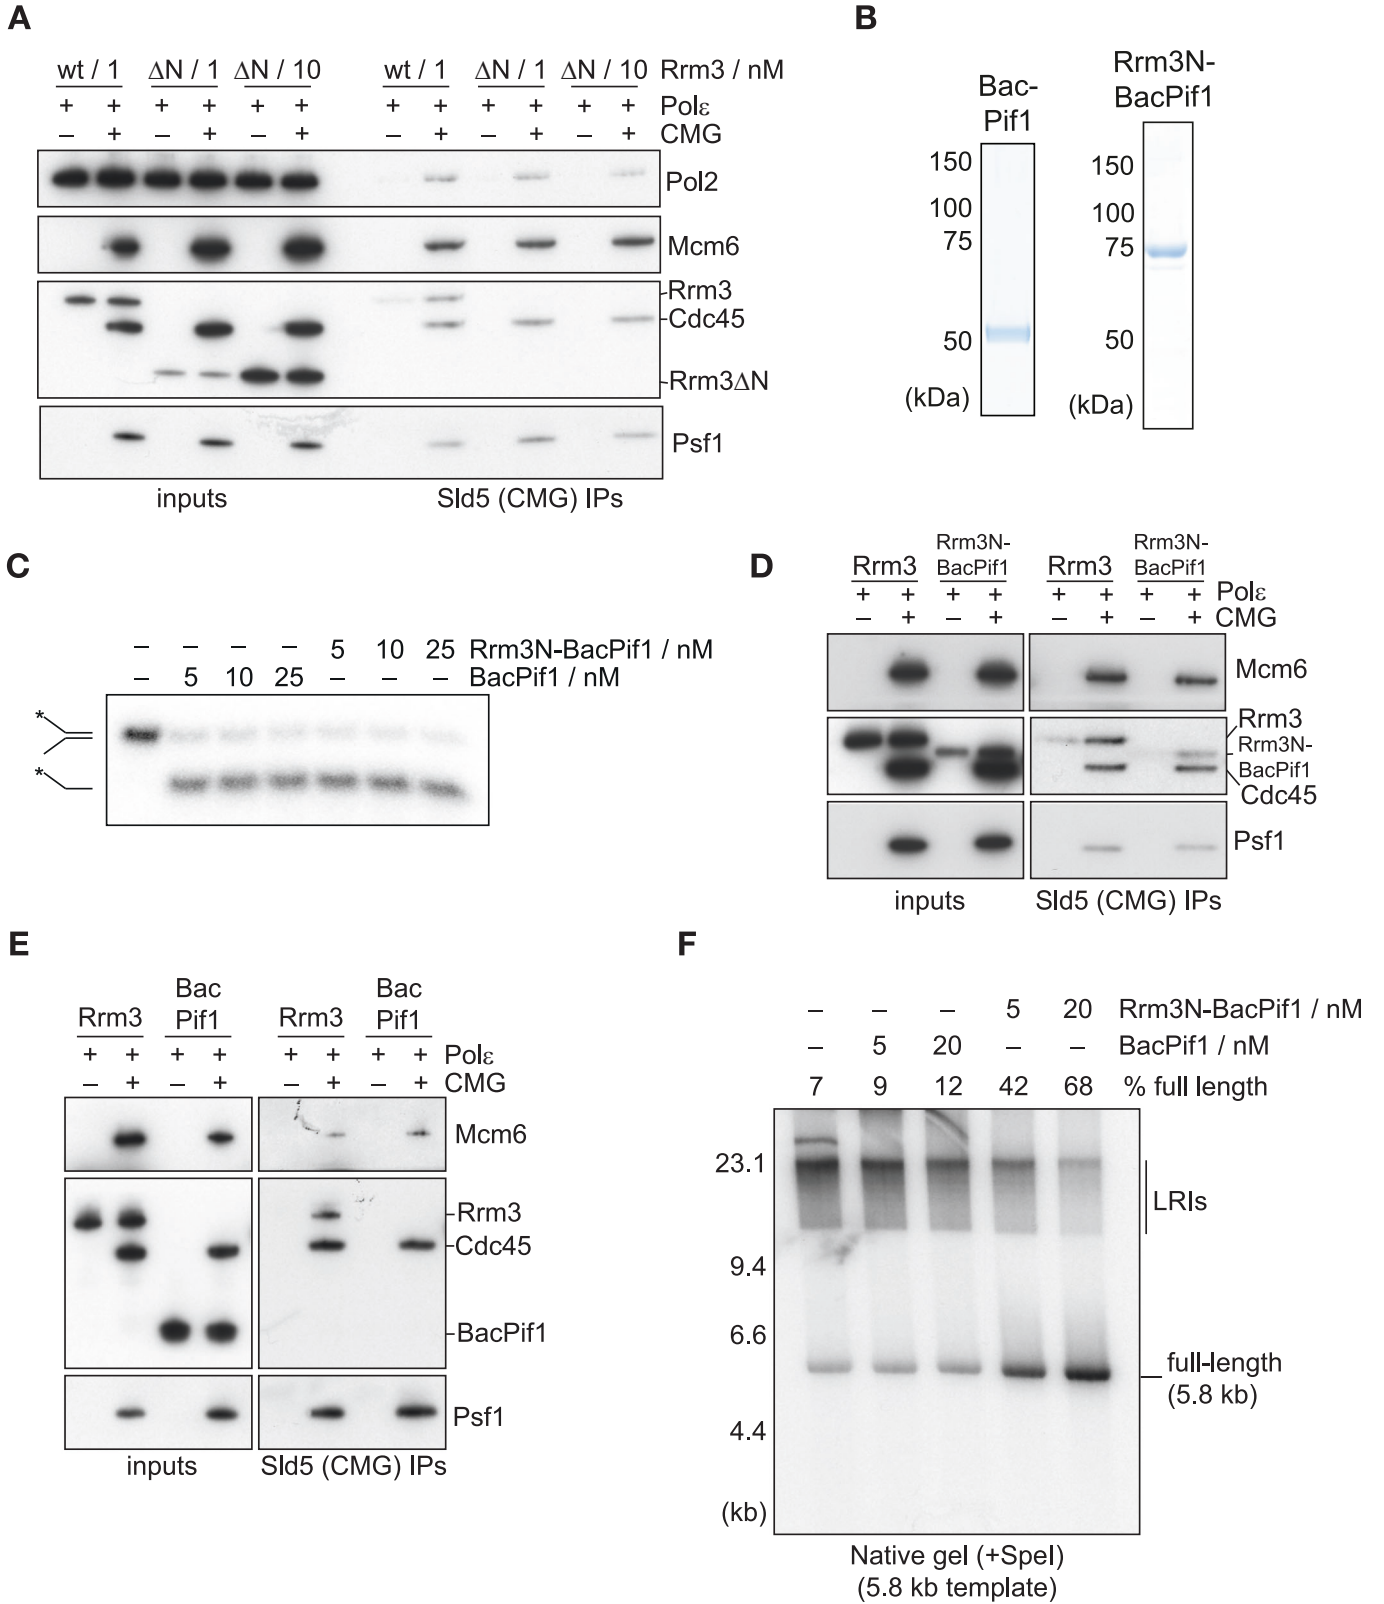 A
wt / 1 ΔN / 1 ΔN / 10 wt / 1 ΔN / 1 ΔN / 10 Rrm3 / nM
+ + + + + + + + + + + + Polε
– + – + – + – + – + – + CMG
Pol2
Mcm6
Rrm3
Cdc45
Rrm3ΔN
Psf1
inputs Sld5 (CMG) IPs
B
Bac-
Pif1
150
100
75
50
(kDa)
Rrm3N-
BacPif1
150
100
75
50
(kDa)
C
– – – – 5 10 25 Rrm3N-BacPif1 / nM
– 5 10 25 – – – BacPif1 / nM
*
*
D
Rrm3 Rrm3N-BacPif1 Rrm3 Rrm3N-BacPif1
+ + + + + + + + Polε
– + – + – + – + CMG
Mcm6
Rrm3
Rrm3N-
BacPif1
Cdc45
Psf1
inputs Sld5 (CMG) IPs
E
Rrm3 Bac Pif1 Rrm3 Bac Pif1
+ + + + + + + + Polε
– + – + – + – + CMG
Mcm6
Rrm3
Cdc45
BacPif1
Psf1
inputs Sld5 (CMG) IPs
F
– – – 5 20 Rrm3N-BacPif1 / nM
– 5 20 – – BacPif1 / nM
7 9 12 42 68 % full length
23.1
LRIs
9.4
6.6
full-length
(5.8 kb)
4.4
(kb)
Native gel (+SpeI)
(5.8 kb template)